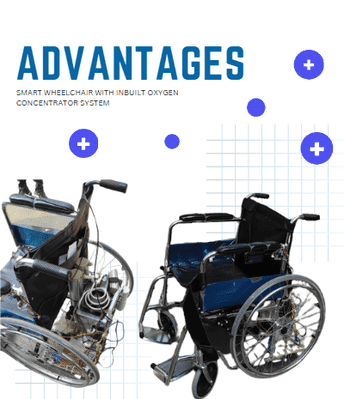 ADVANTAGES
SMART WHEELCHAIR WITH INBUILT OXYGEN
CONCENTRATOR SYSTEM